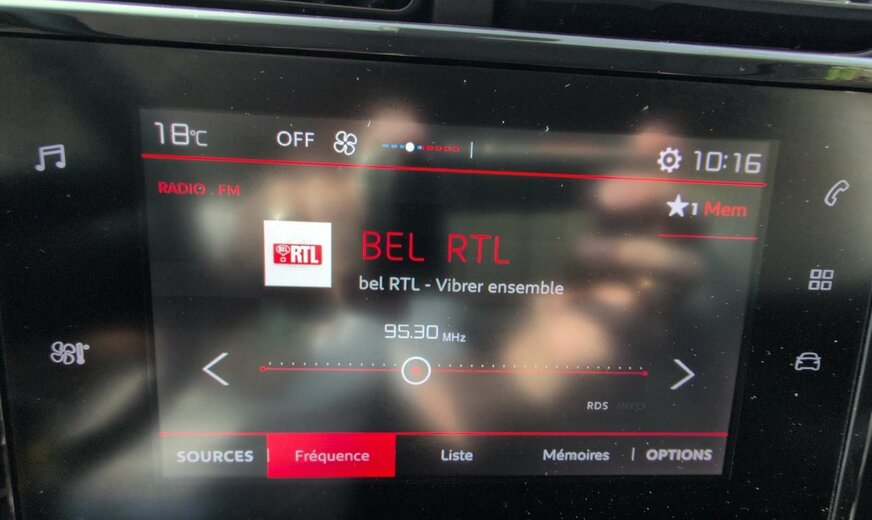 18°C OFF 10:16
RADIO . FM
1 Mem
BEL RTL
BEL RTL
bel RTL - Vibrer ensemble
95.30 MHz
RDS INFO
SOURCES Fréquence Liste Mémoires OPTIONS